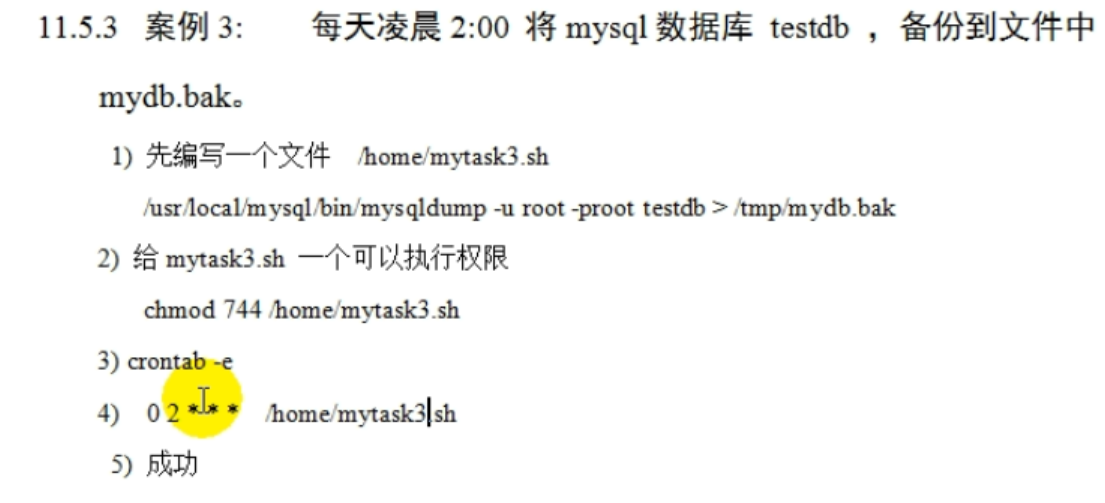 11.5.3 案例 3: 每天凌晨 2:00 将 mysql 数据库 testdb ，备份到文件中
mydb.bak。
1) 先编写一个文件 /home/mytask3.sh
/usr/local/mysql/bin/mysqldump -u root -proot testdb > /tmp/mydb.bak
2) 给 mytask3.sh 一个可以执行权限
chmod 744 /home/mytask3.sh
3) crontab -e
4) 0 2 * * * /home/mytask3.sh
5) 成功